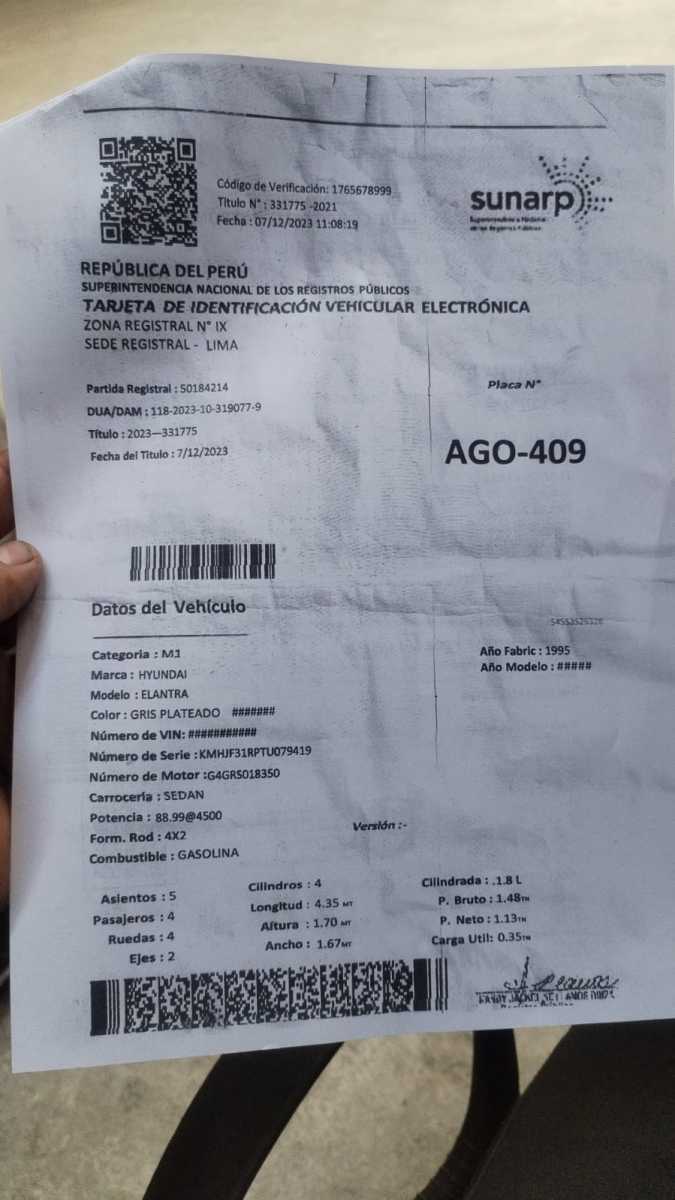 Código de Verificación: 1765678999
Título N° : 331775 -2021
Fecha : 07/12/2023 11:08:19
sunarp
REPÚBLICA DEL PERÚ
SUPERINTENDENCIA NACIONAL DE LOS REGISTROS PÚBLICOS
TARJETA DE IDENTIFICACIÓN VEHICULAR ELECTRÓNICA
ZONA REGISTRAL N° IX
SEDE REGISTRAL - LIMA
Partida Registral : 50184214
DUA/DAM : 118-2023-10-319077-9
Título : 2023—331775
Fecha del Titulo : 7/12/2023
Placa N°
AGO-409
Datos del Vehículo
Categoria : M1
Marca : HYUNDAI
Modelo : ELANTRA
Color : GRIS PLATEADO #######
Número de VIN: ###########
Número de Serie : KMHJF31RPTU079419
Número de Motor :G4GRS018350
Carrocería : SEDAN
Potencia : 88.99@4500
Form. Rod : 4X2
Combustible : GASOLINA
Año Fabric : 1995
Año Modelo : #####
Versión :-
Asientos : 5
Pasajeros : 4
Ruedas : 4
Ejes : 2
Cilindros : 4
Longitud : 4.35 MT
Altura : 1.70 MT
Ancho : 1.67MT
Cilindrada : .1.8 L
P. Bruto : 1.48TN
P. Neto : 1.13TN
Carga Util: 0.35TN